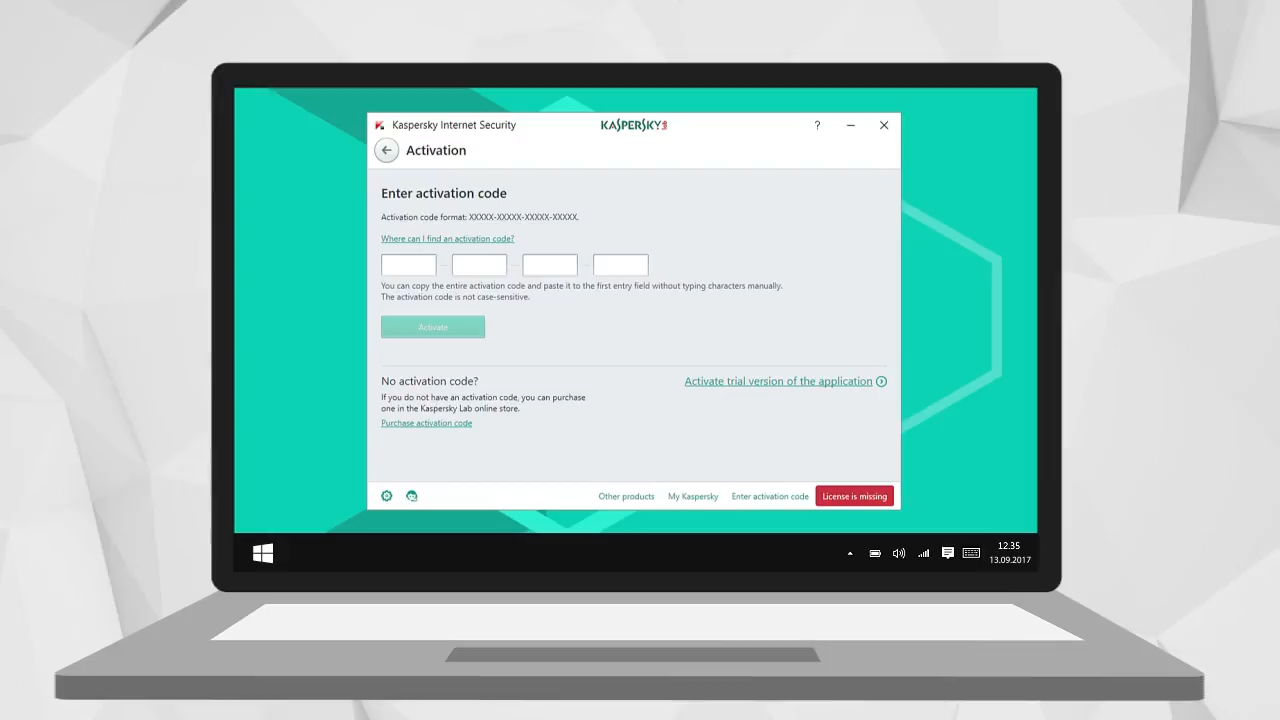 Kaspersky Internet Security
KASPERSKY lab
?
Activation
Enter activation code
Activation code format: XXXXX-XXXXX-XXXXX-XXXXX.
Where can I find an activation code?
You can copy the entire activation code and paste it to the first entry field without typing characters manually.
The activation code is not case-sensitive.
Activate
No activation code?
Activate trial version of the application
If you do not have an activation code, you can purchase
one in the Kaspersky Lab online store.
Purchase activation code
Other products
My Kaspersky
Enter activation code
License is missing
12.35
13.09.2017